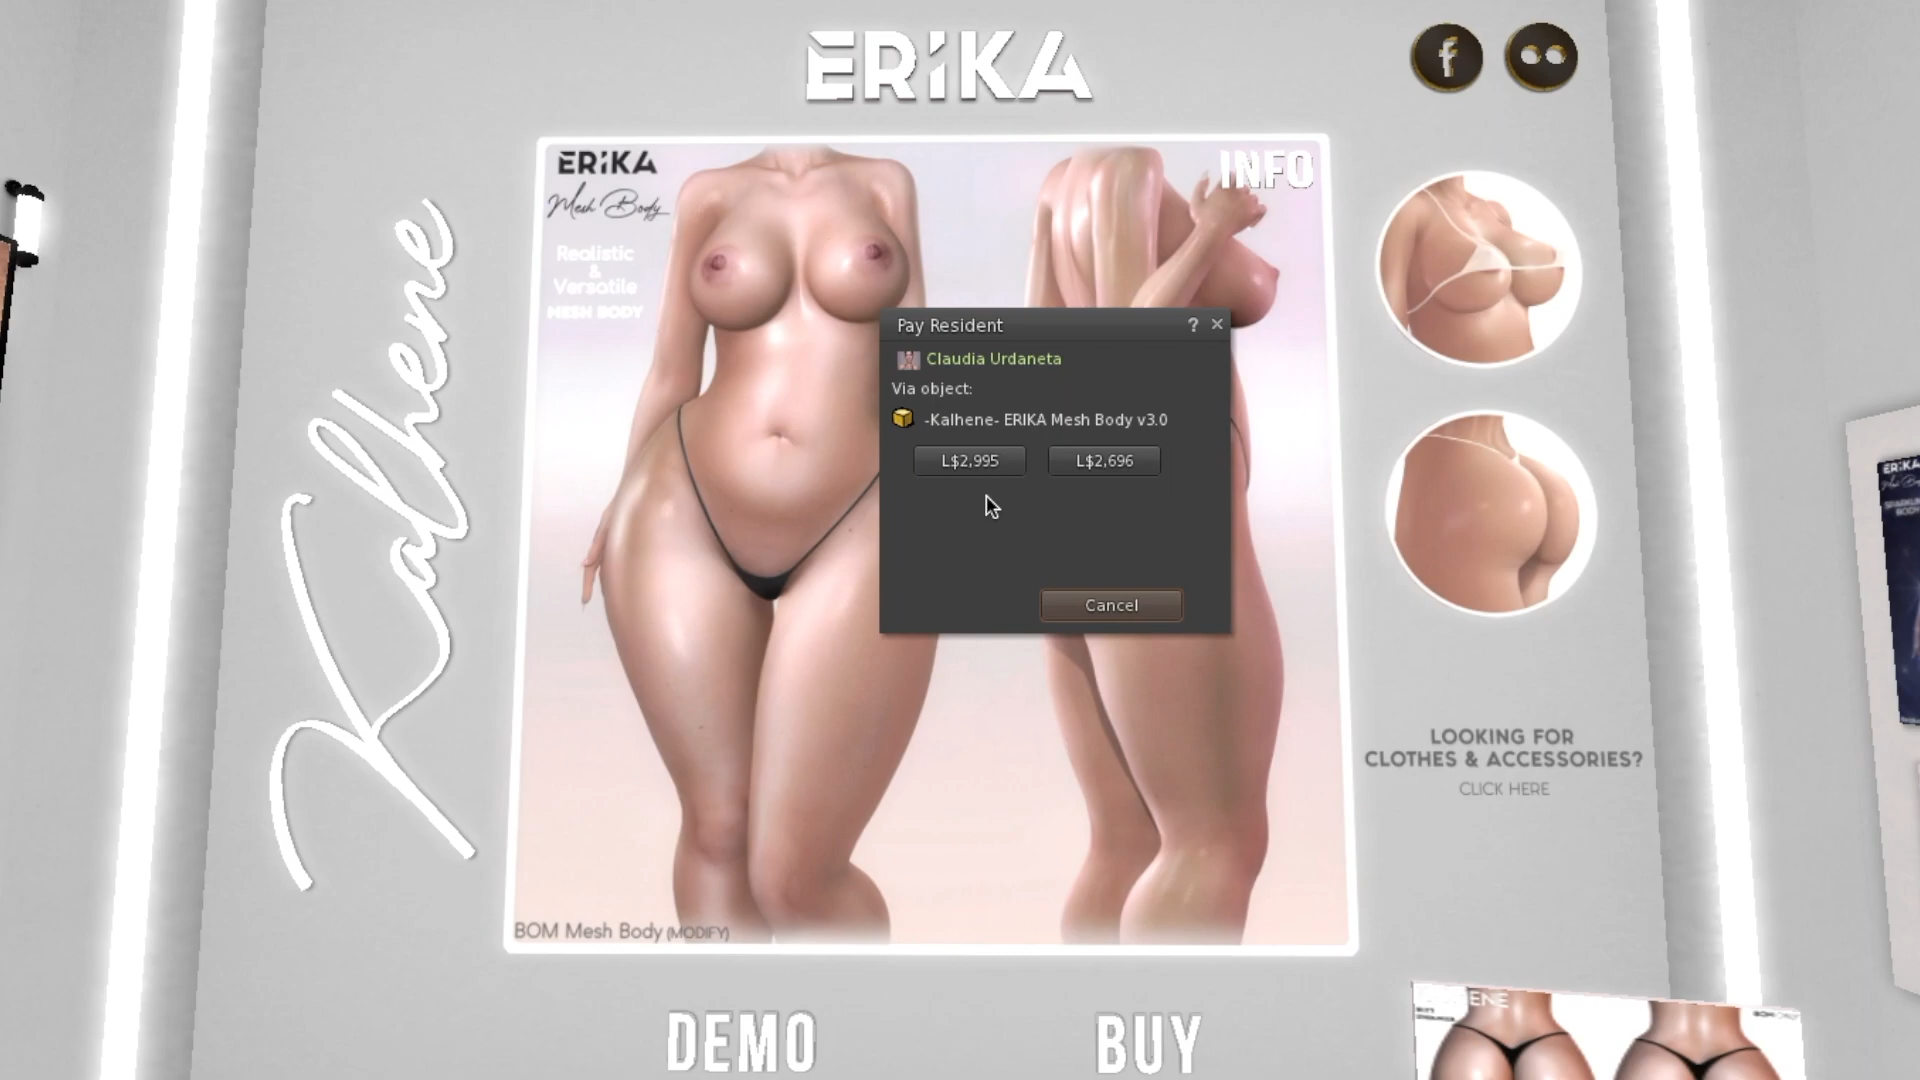 ERIKA
f
Kalhene
ERIKA
Mesh Body
Realistic
&
Versatile
MESH BODY
INFO
Pay Resident
?
Claudia Urdaneta
Via object:
-Kalhene- ERIKA Mesh Body v3.0
L$2,995 L$2,696
Cancel
LOOKING FOR
CLOTHES & ACCESSORIES?
CLICK HERE
BOM Mesh Body (MODIFY)
DEMO
BUY
ERIKA